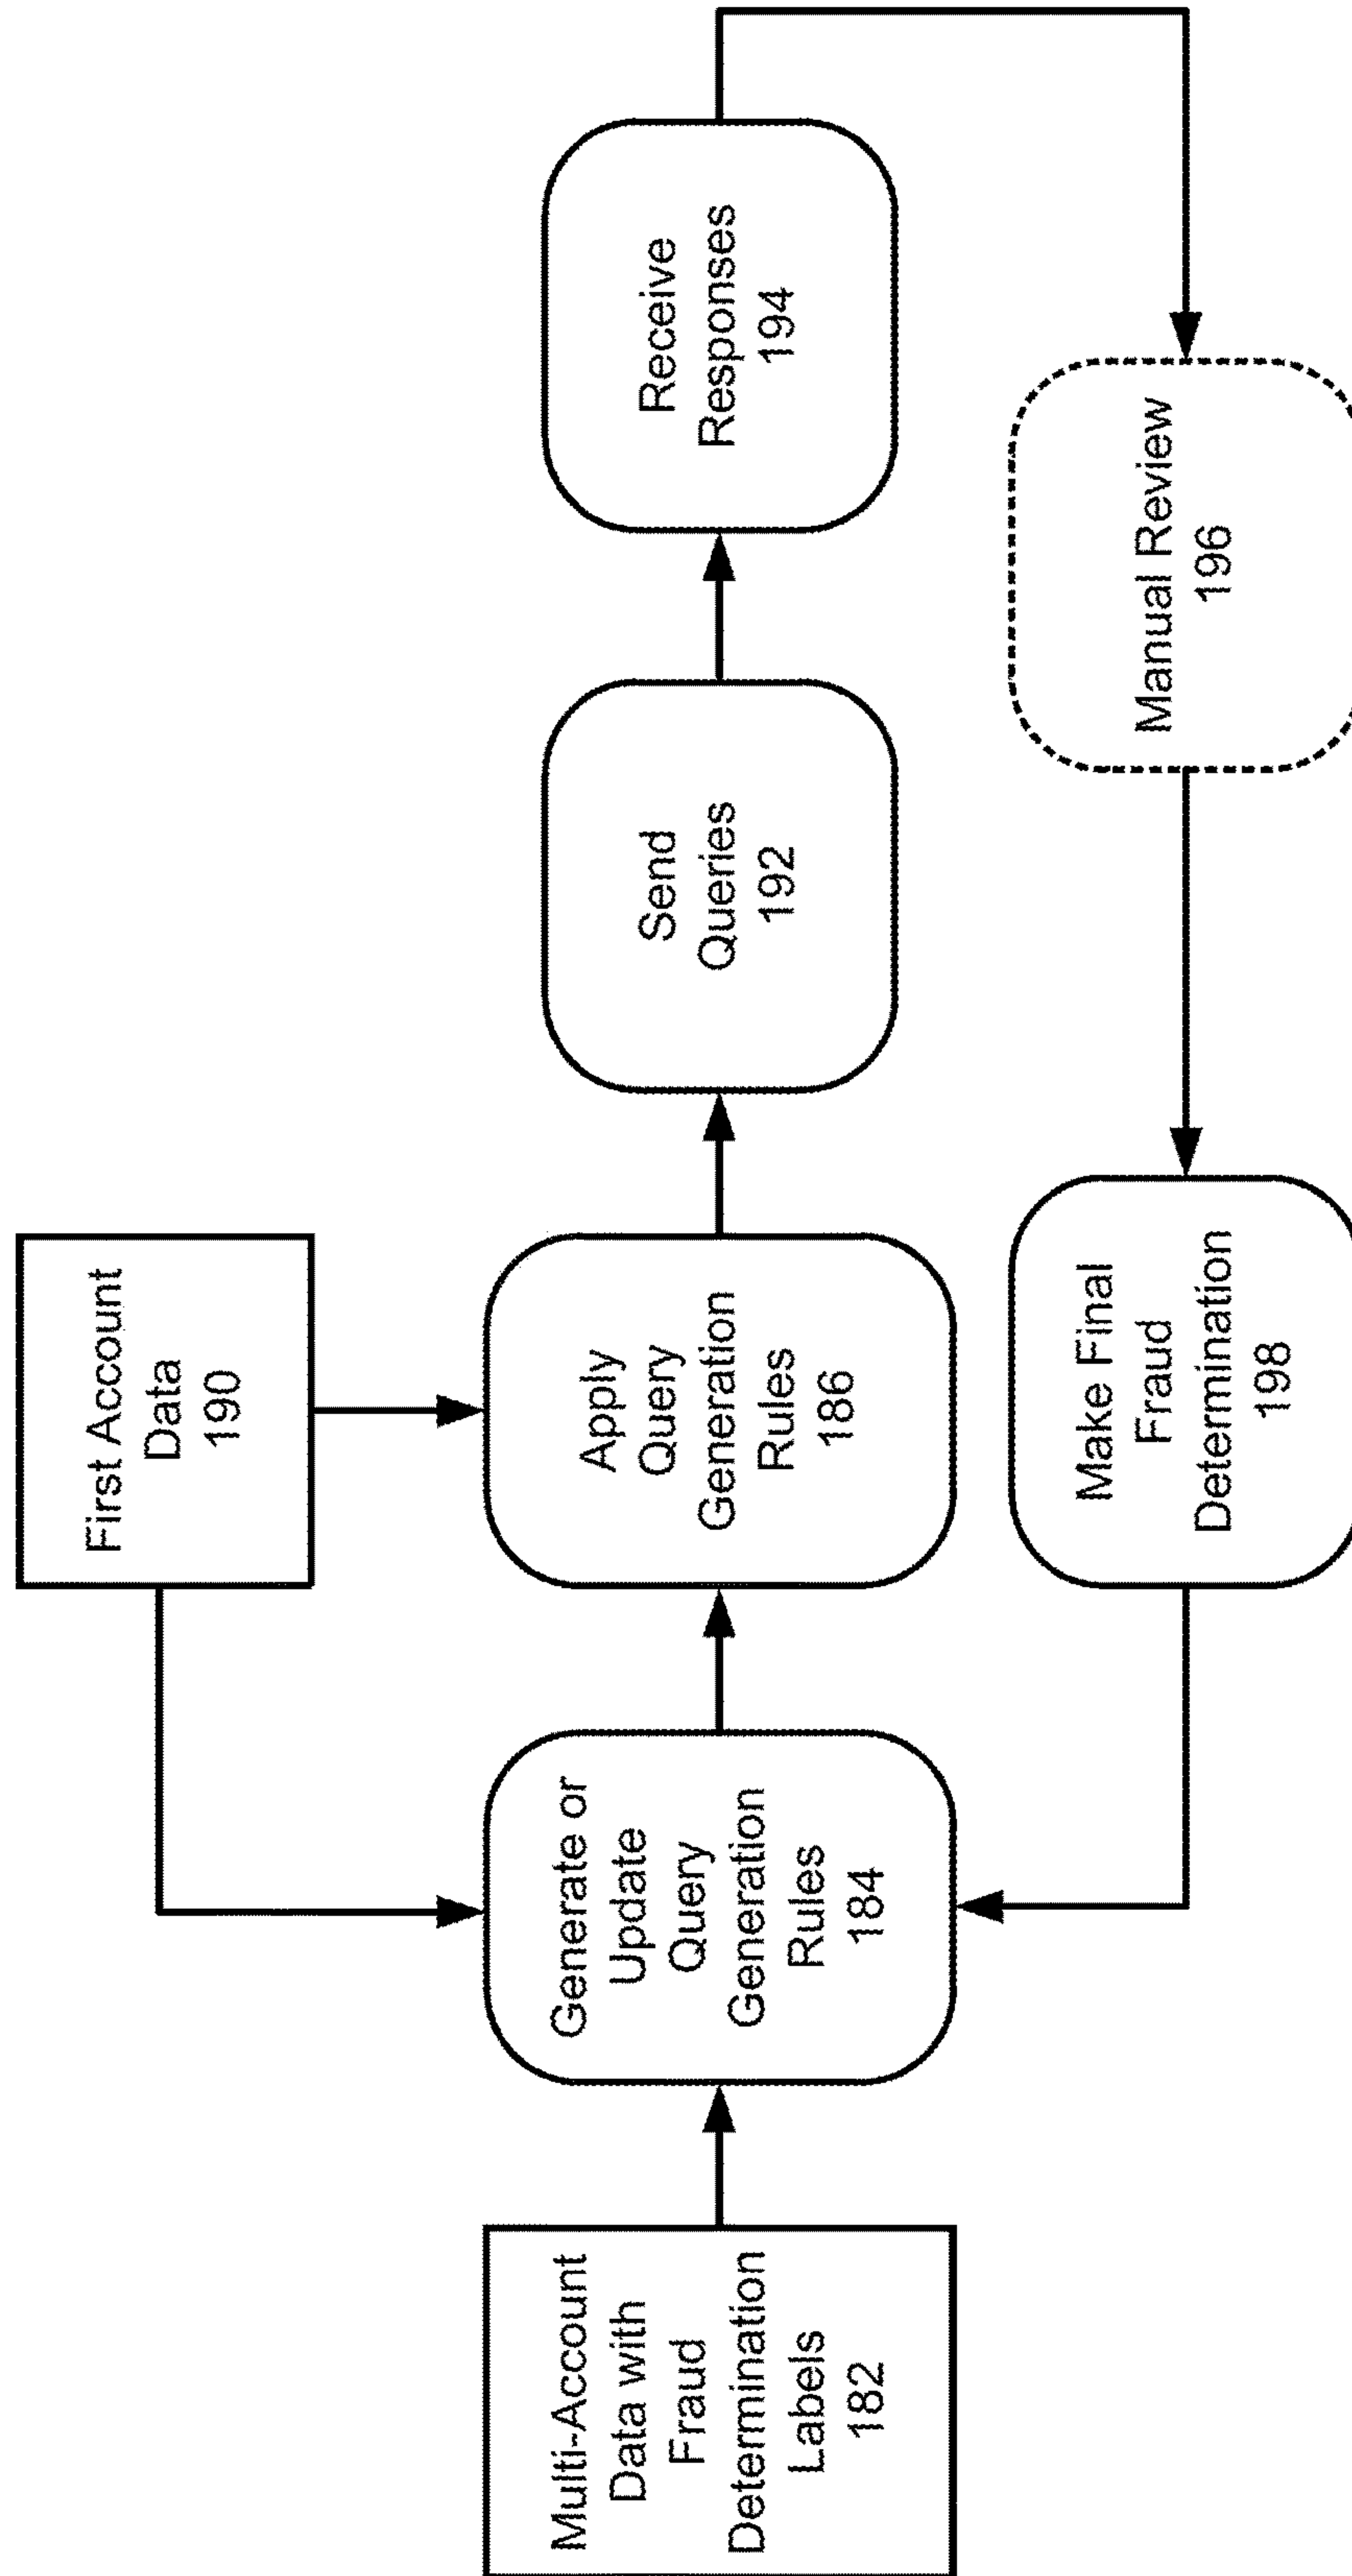 First Account
Data
190
Multi-Account
Data with
Fraud
Determination
Labels
182
Generate or
Update
Query
Generation
Rules
184
Apply
Query
Generation
Rules
186
Send
Queries
192
Receive
Responses
194
Make Final
Fraud
Determination
198
Manual Review
196